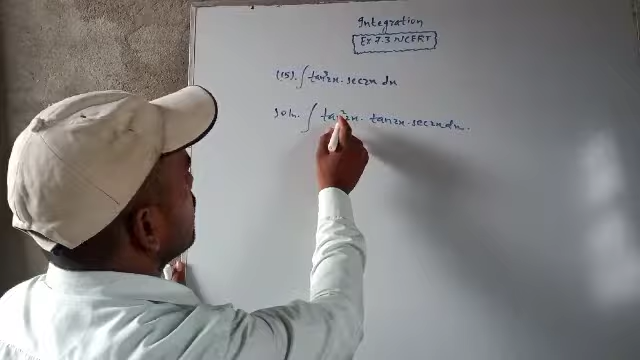 Integration
Ex 7.3 NCERT
(15). ∫ tan³2x · sec2x dx
Soln. ∫ tan²2x · tan2x · sec2x dx.